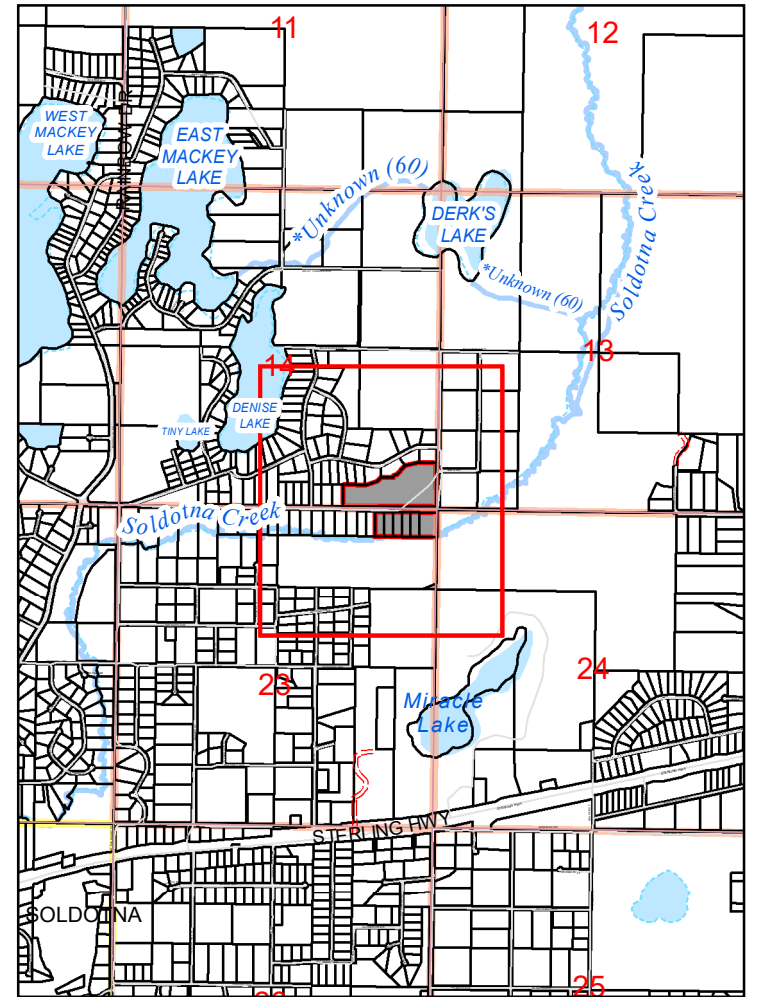 11
12
WEST
MACKEY
LAKE
EAST
MACKEY
LAKE
*Unknown (60)
DERK'S
LAKE
Soldotna Creek
*Unknown (60)
13
14
DENISE
LAKE
TINY LAKE
Soldotna Creek
23
24
Miracle
Lake
STERLING HWY
SOLDOTNA
25